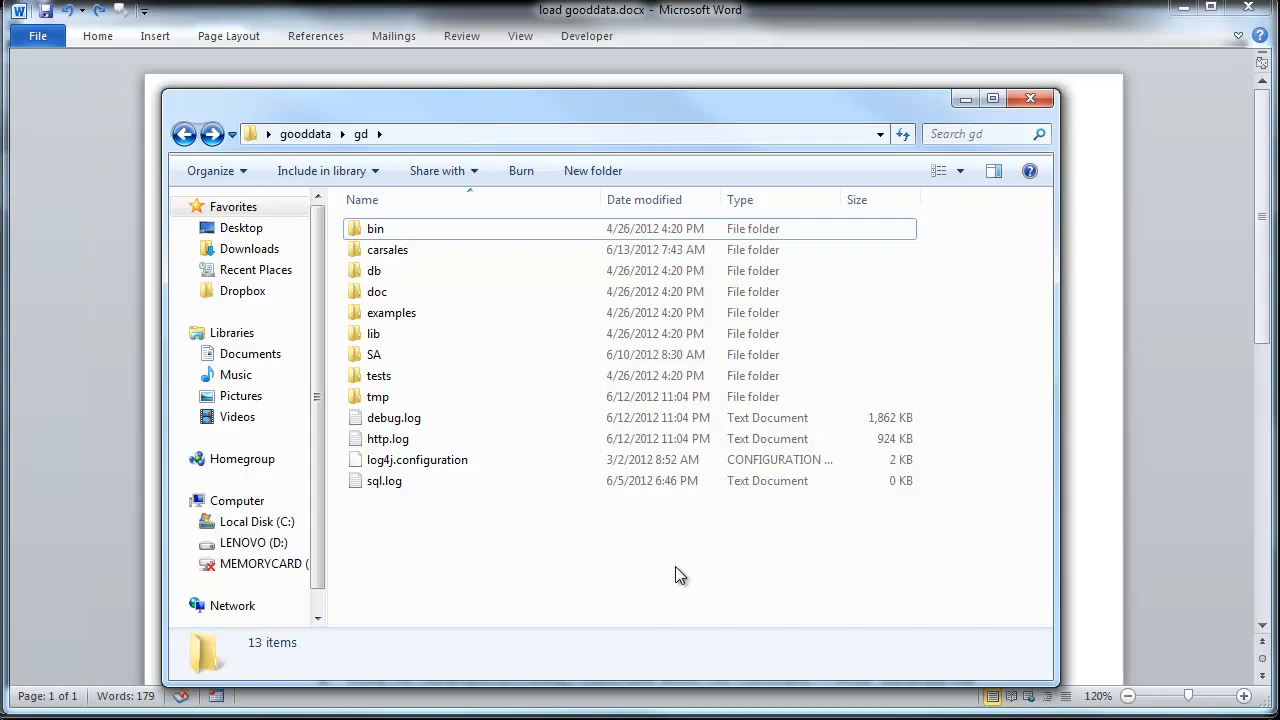 load gooddata.docx - Microsoft Word
File Home Insert Page Layout References Mailings Review View Developer
gooddata gd Search gd
Organize Include in library Share with Burn New folder
Name Date modified Type Size
Favorites
Desktop
Downloads
Recent Places
Dropbox
Libraries
Documents
Music
Pictures
Videos
Homegroup
Computer
Local Disk (C:)
LENOVO (D:)
MEMORYCARD (
Network
bin 4/26/2012 4:20 PM File folder
carsales 6/13/2012 7:43 AM File folder
db 4/26/2012 4:20 PM File folder
doc 4/26/2012 4:20 PM File folder
examples 4/26/2012 4:20 PM File folder
lib 4/26/2012 4:20 PM File folder
SA 6/10/2012 8:30 AM File folder
tests 4/26/2012 4:20 PM File folder
tmp 6/12/2012 11:04 PM File folder
debug.log 6/12/2012 11:04 PM Text Document 1,862 KB
http.log 6/12/2012 11:04 PM Text Document 924 KB
log4j.configuration 3/2/2012 8:52 AM CONFIGURATION ... 2 KB
sql.log 6/5/2012 6:46 PM Text Document 0 KB
13 items
Page: 1 of 1 Words: 179 120%